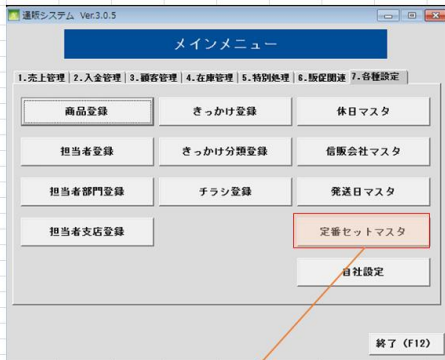 通販システム Ver.3.0.5
メインメニュー
1.売上管理 2.入金管理 3.顧客管理 4.在庫管理 5.特別処理 6.販促関連 7.各種設定
商品登録 きっかけ登録 休日マスタ
担当者登録 きっかけ分類登録 信販会社マスタ
担当者部門登録 チラシ登録 発送日マスタ
担当者支店登録 定番セットマスタ
自社設定
終了 (F12)